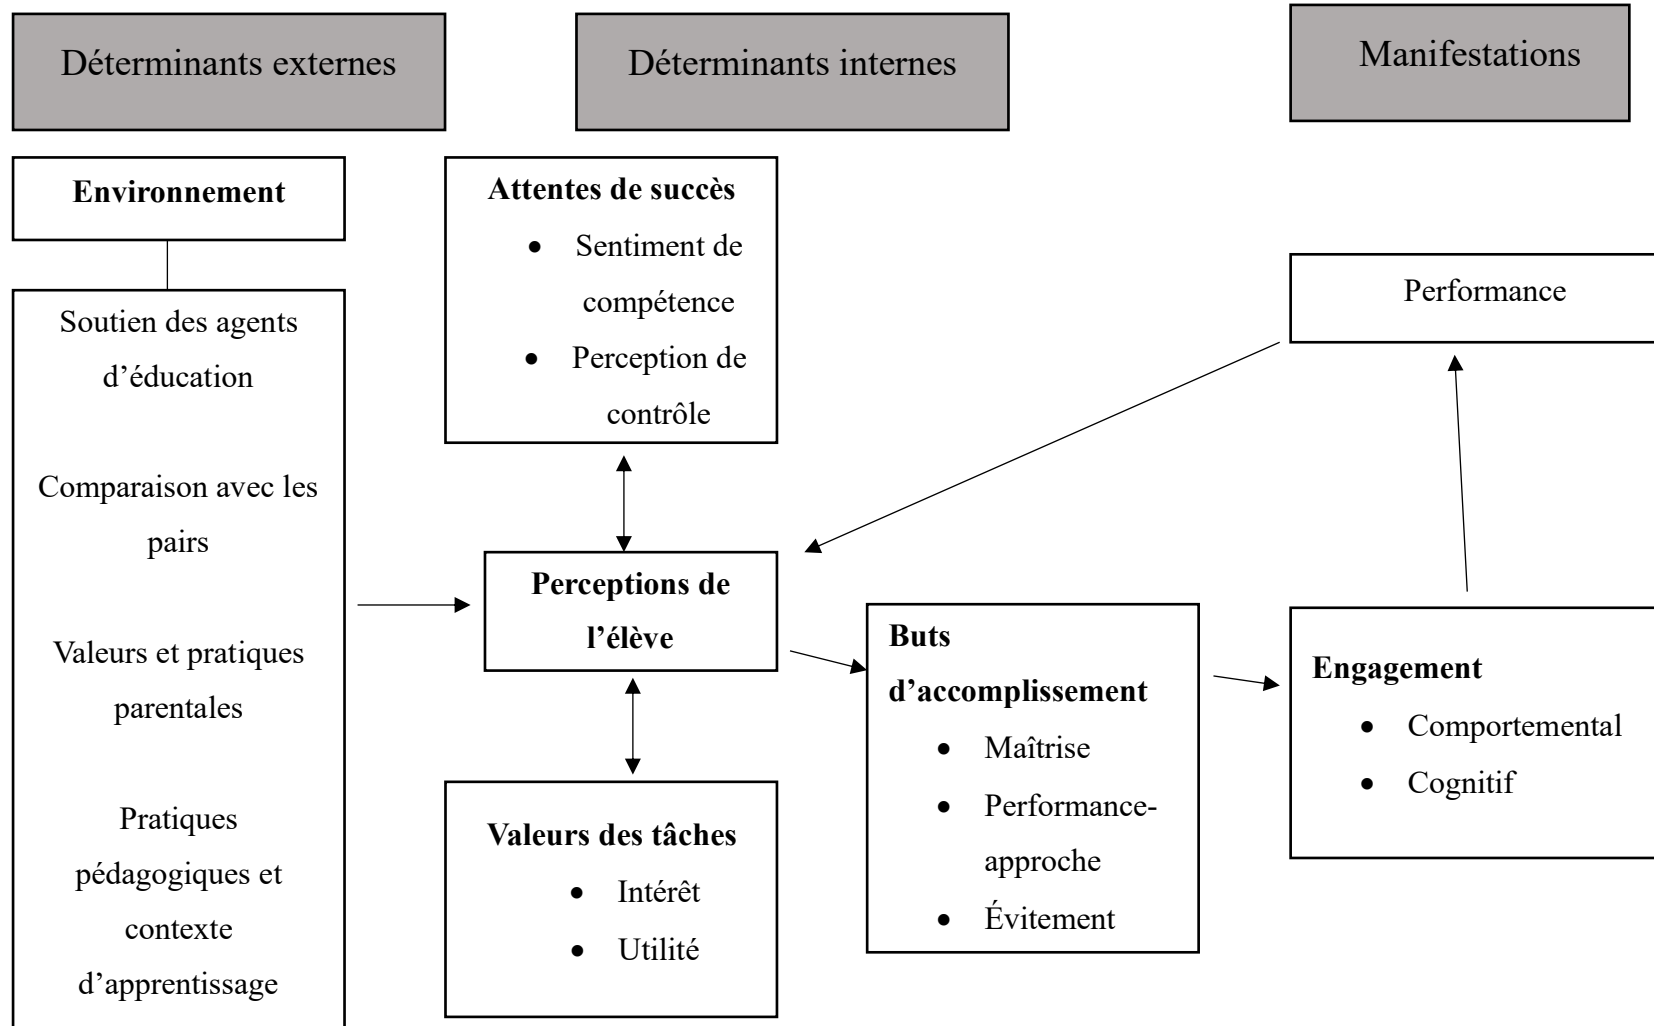 Déterminants externes
Déterminants internes
Manifestations
Environnement
Soutien des agents
d’éducation
Comparaison avec les
pairs
Valeurs et pratiques
parentales
Pratiques
pédagogiques et
contexte
d’apprentissage
Attentes de succès
• Sentiment de
compétence
• Perception de
contrôle
Perceptions de
l’élève
Valeurs des tâches
• Intérêt
• Utilité
Buts
d’accomplissement
• Maîtrise
• Performance-
approche
• Évitement
Performance
Engagement
• Comportemental
• Cognitif